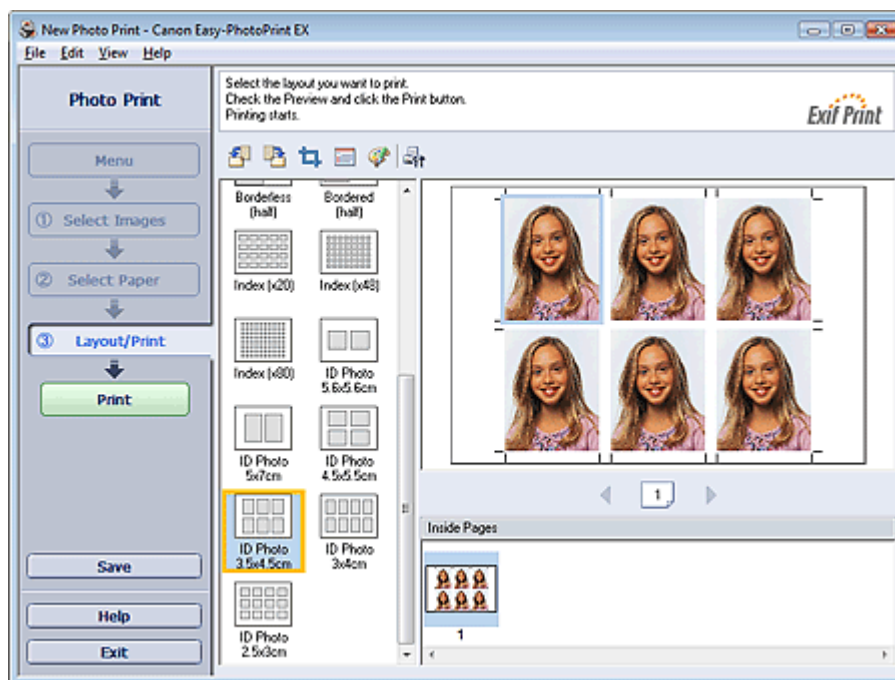 New Photo Print - Canon Easy-PhotoPrint EX
File Edit View Help
Photo Print
Select the layout you want to print.
Check the Preview and click the Print button.
Printing starts.
Exif Print
Menu
① Select Images
② Select Paper
③ Layout/Print
Print
Save
Help
Exit
Borderless
(half)
Bordered
(half)
Index (x20)
Index (x48)
Index (x80)
ID Photo
5.6x5.6cm
ID Photo
5x7cm
ID Photo
4.5x5.5cm
ID Photo
3.5x4.5cm
ID Photo
3x4cm
ID Photo
2.5x3cm
1
Inside Pages
1